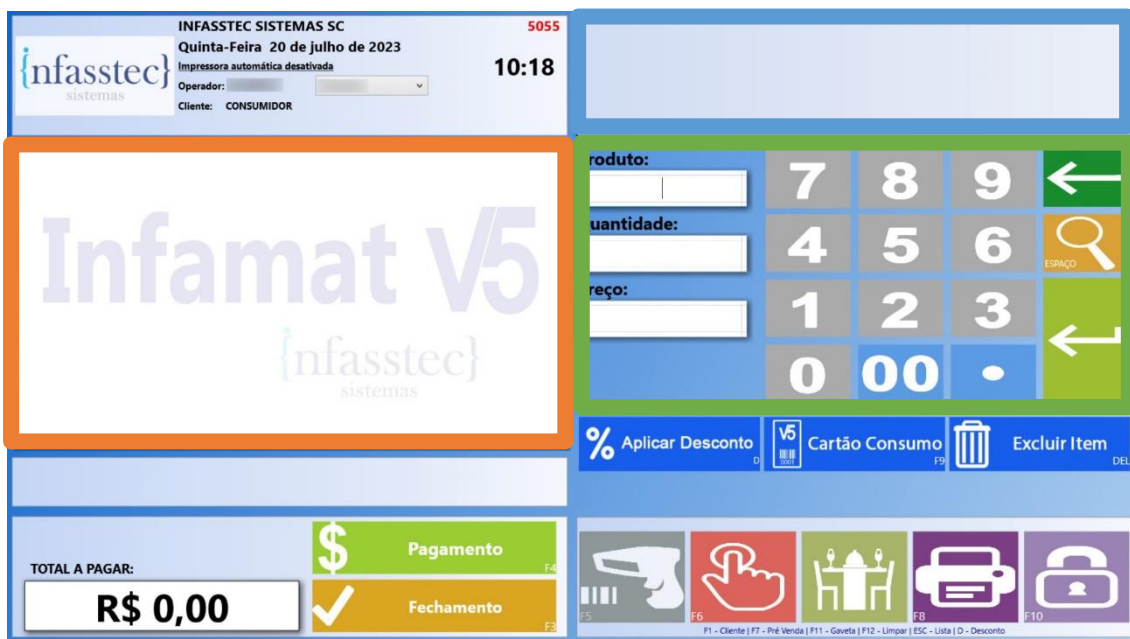 INFASSTEC SISTEMAS SC
5055
Quinta-Feira 20 de julho de 2023
Impressora automática desativada
10:18
Operador:
Cliente: CONSUMIDOR
{nfasstec}
sistemas
Infamat V5
{nfasstec}
sistemas
roduto:
7 8 9
uantidade:
4 5 6
ESPAÇO
reço:
1 2 3
0 00 •
% Aplicar Desconto
D
V5
0001
Cartão Consumo
F9
Excluir Item
DEL
TOTAL A PAGAR:
R$ 0,00
$ Pagamento
F4
Fechamento
F3
F5
F6
F8
F10
F1 - Cliente | F7 - Pré Venda | F11 - Gaveta | F12 - Limpar | ESC - Lista | D - Desconto